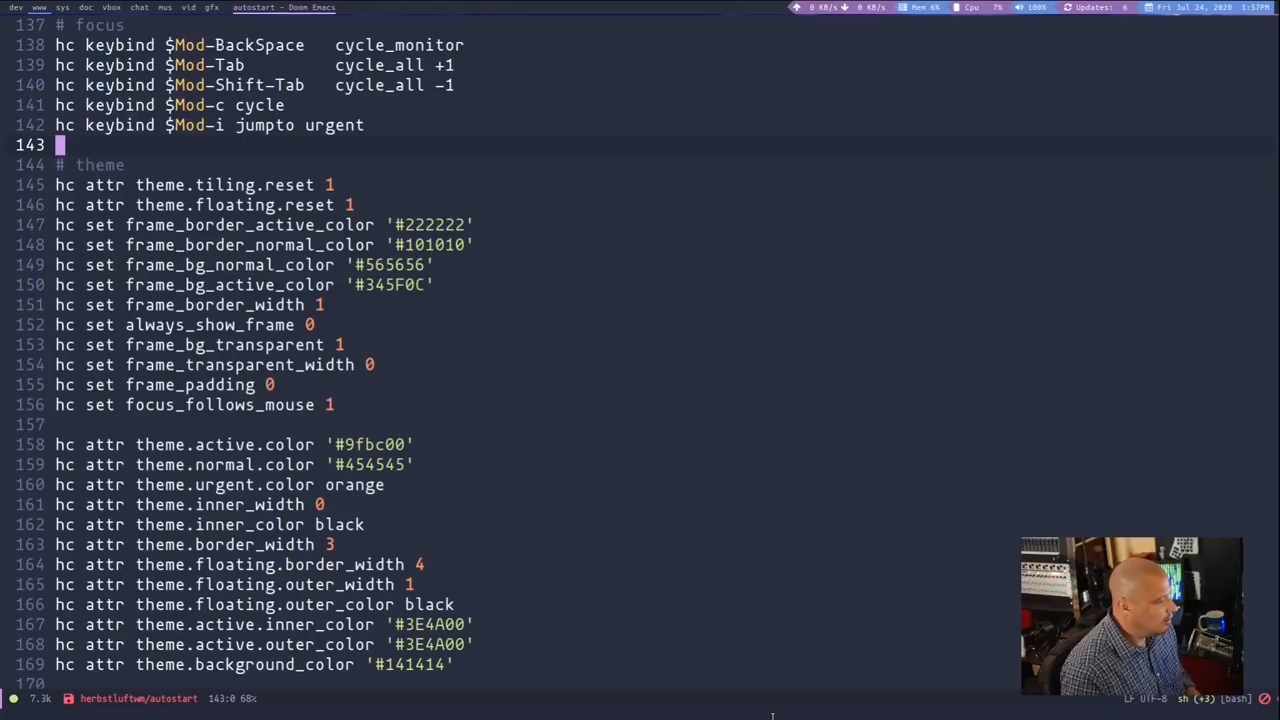 dev www sys doc vbox chat mus vid gfx autostart - Doom Emacs 0 KB/s 0 KB/s Mem 6% Cpu 7% 100% Updates: 6 Fri Jul 24, 2020 1:57PM
137 # focus
138 hc keybind $Mod-BackSpace cycle_monitor
139 hc keybind $Mod-Tab cycle_all +1
140 hc keybind $Mod-Shift-Tab cycle_all -1
141 hc keybind $Mod-c cycle
142 hc keybind $Mod-i jumpto urgent
143
144 # theme
145 hc attr theme.tiling.reset 1
146 hc attr theme.floating.reset 1
147 hc set frame_border_active_color '#222222'
148 hc set frame_border_normal_color '#101010'
149 hc set frame_bg_normal_color '#565656'
150 hc set frame_bg_active_color '#345F0C'
151 hc set frame_border_width 1
152 hc set always_show_frame 0
153 hc set frame_bg_transparent 1
154 hc set frame_transparent_width 0
155 hc set frame_padding 0
156 hc set focus_follows_mouse 1
157
158 hc attr theme.active.color '#9fbc00'
159 hc attr theme.normal.color '#454545'
160 hc attr theme.urgent.color orange
161 hc attr theme.inner_width 0
162 hc attr theme.inner_color black
163 hc attr theme.border_width 3
164 hc attr theme.floating.border_width 4
165 hc attr theme.floating.outer_width 1
166 hc attr theme.floating.outer_color black
167 hc attr theme.active.inner_color '#3E4A00'
168 hc attr theme.active.outer_color '#3E4A00'
169 hc attr theme.background_color '#141414'
170
7.3k herbstluftwm/autostart 143:0 68% LF UTF-8 sh (+3) [bash]